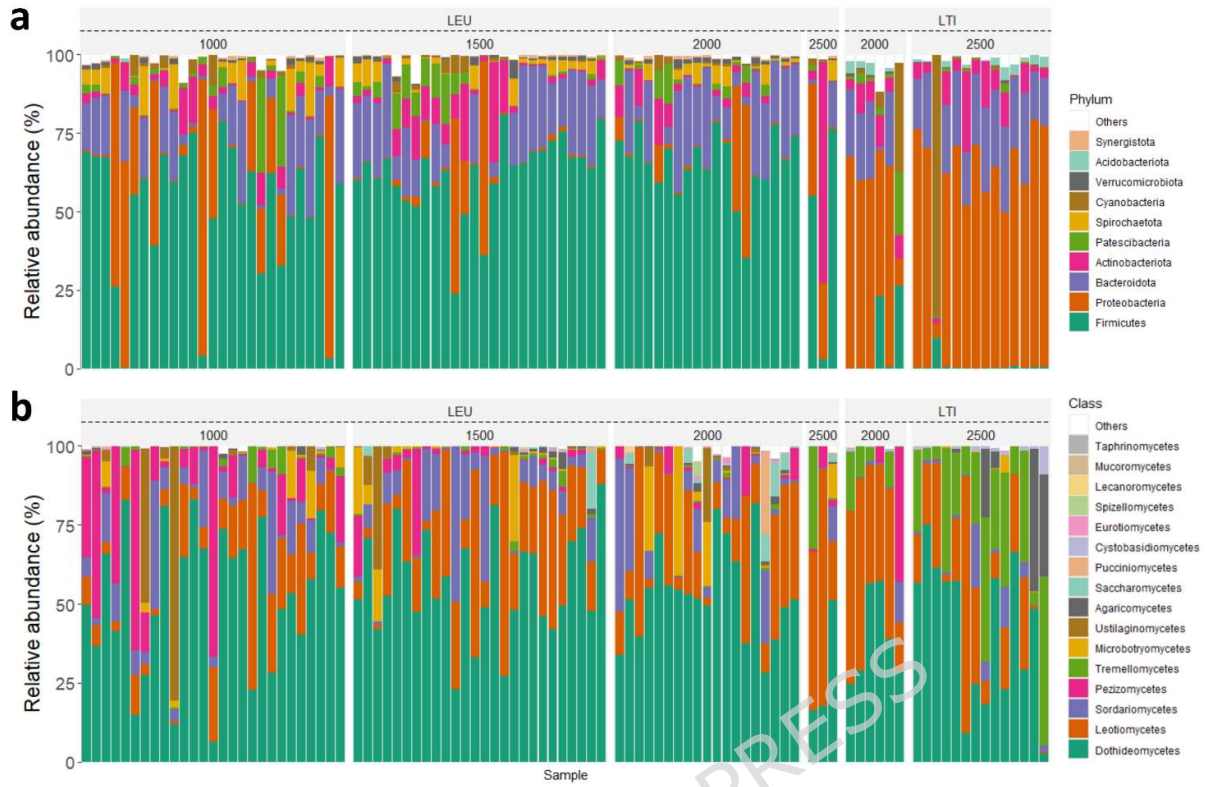 a
LEU
LTI
1000
1500
2000
2500
2000
2500
100
75
50
25
0
Relative abundance (%)
Phylum
Others
Synergistota
Acidobacteriota
Verrucomicrobiota
Cyanobacteria
Spirochaetota
Patescibacteria
Actinobacteriota
Bacteroidota
Proteobacteria
Firmicutes
b
LEU
LTI
1000
1500
2000
2500
2000
2500
100
75
50
25
0
Relative abundance (%)
Sample
Class
Others
Taphrinomycetes
Mucoromycetes
Lecanoromycetes
Spizellomycetes
Eurotiomycetes
Cystobasidiomycetes
Pucciniomycetes
Saccharomycetes
Agaricomycetes
Ustilaginomycetes
Microbotryomycetes
Tremellomycetes
Pezizomycetes
Sordariomycetes
Leotiomycetes
Dothideomycetes
PRESS